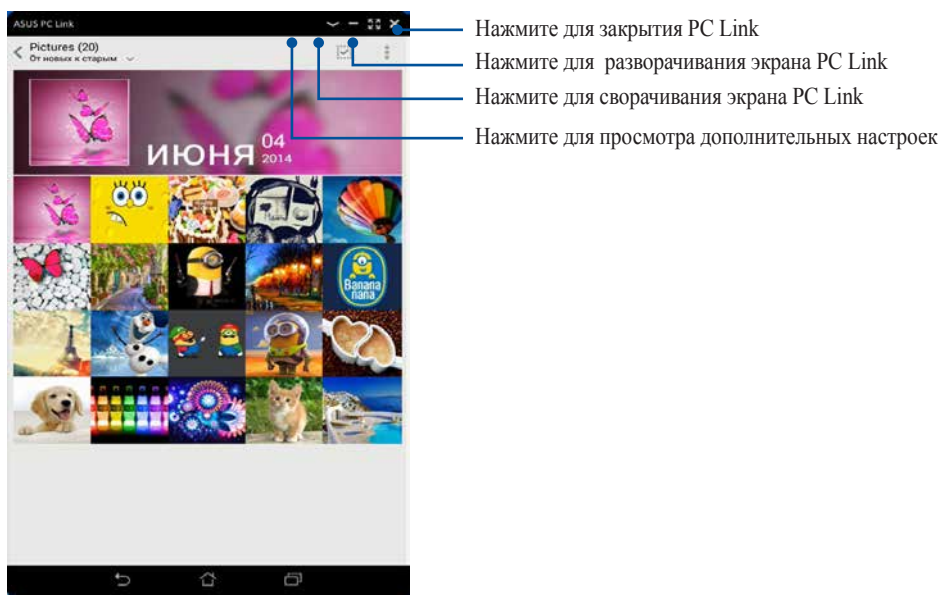 ASUS PC Link
Pictures (20)
От новых к старым
04
ИЮНЯ 2014
Banana
nana
Нажмите для закрытия PC Link
Нажмите для разворачивания экрана PC Link
Нажмите для сворачивания экрана PC Link
Нажмите для просмотра дополнительных настроек